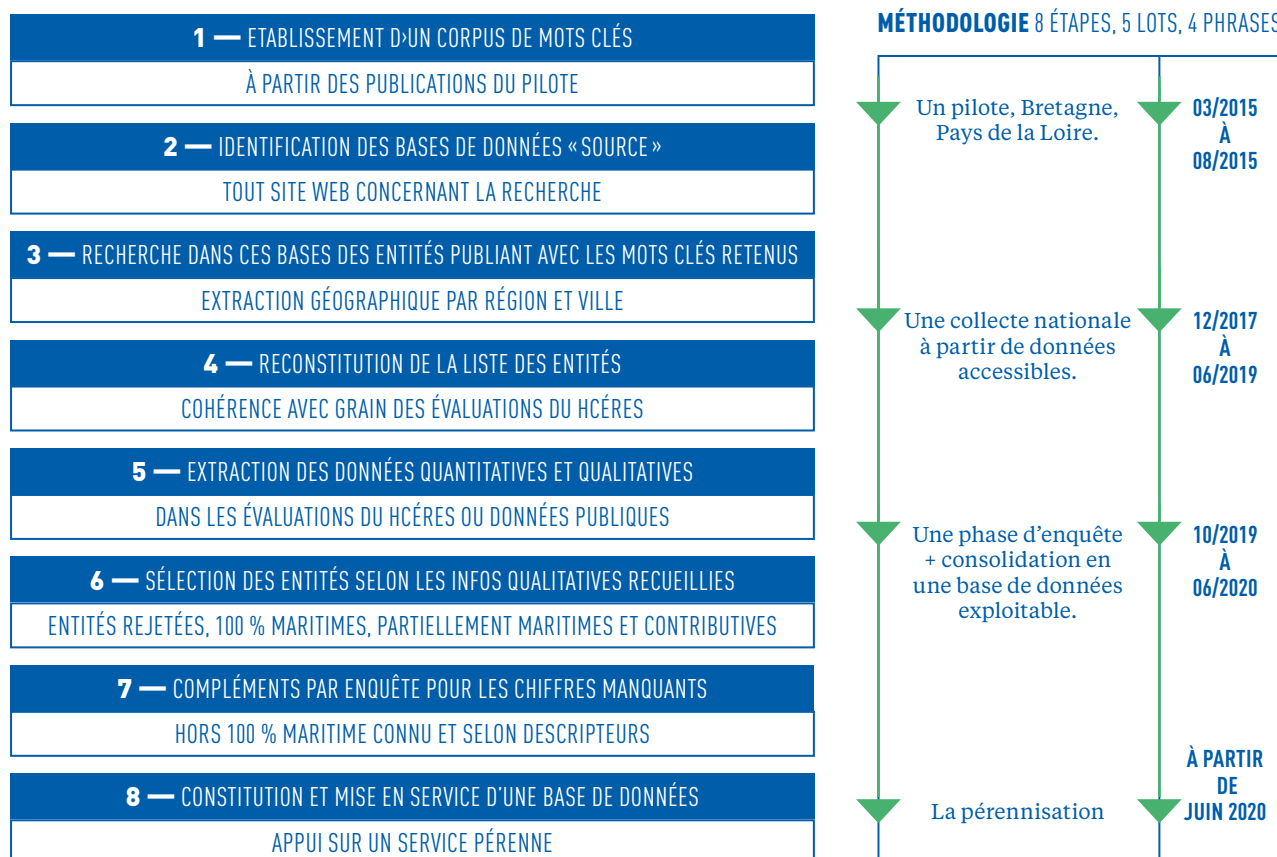 1 — ETABLISSEMENT D›UN CORPUS DE MOTS CLÉS
À PARTIR DES PUBLICATIONS DU PILOTE
2 — IDENTIFICATION DES BASES DE DONNÉES « SOURCE »
TOUT SITE WEB CONCERNANT LA RECHERCHE
3 — RECHERCHE DANS CES BASES DES ENTITÉS PUBLIANT AVEC LES MOTS CLÉS RETENUS
EXTRACTION GÉOGRAPHIQUE PAR RÉGION ET VILLE
4 — RECONSTITUTION DE LA LISTE DES ENTITÉS
COHÉRENCE AVEC GRAIN DES ÉVALUATIONS DU HCÉRES
5 — EXTRACTION DES DONNÉES QUANTITATIVES ET QUALITATIVES
DANS LES ÉVALUATIONS DU HCÉRES OU DONNÉES PUBLIQUES
6 — SÉLECTION DES ENTITÉS SELON LES INFOS QUALITATIVES RECUEILLIES
ENTITÉS REJETÉES, 100 % MARITIMES, PARTIELLEMENT MARITIMES ET CONTRIBUTIVES
7 — COMPLÉMENTS PAR ENQUÊTE POUR LES CHIFFRES MANQUANTS
HORS 100 % MARITIME CONNU ET SELON DESCRIPTEURS
8 — CONSTITUTION ET MISE EN SERVICE D'UNE BASE DE DONNÉES
APPUI SUR UN SERVICE PÉRENNE
MÉTHODOLOGIE 8 ÉTAPES, 5 LOTS, 4 PHRASES
Un pilote, Bretagne,
Pays de la Loire.
03/2015
À
08/2015
Une collecte nationale
à partir de données
accessibles.
12/2017
À
06/2019
Une phase d'enquête
+ consolidation en
une base de données
exploitable.
10/2019
À
06/2020
La pérennisation
À PARTIR
DE
JUIN 2020